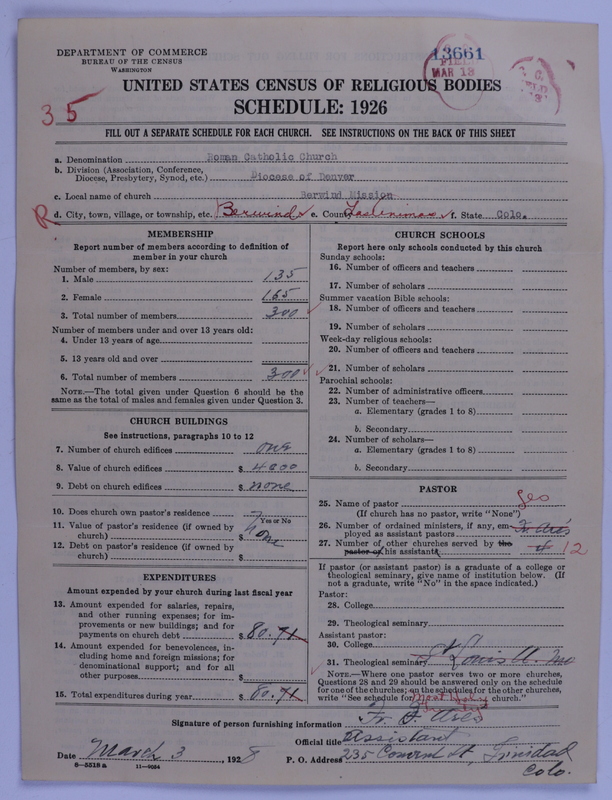 DEPARTMENT OF COMMERCE
BUREAU OF THE CENSUS
WASHINGTON
13661
FIELD
MAR 13
35
UNITED STATES CENSUS OF RELIGIOUS BODIES
SCHEDULE: 1926
FILL OUT A SEPARATE SCHEDULE FOR EACH CHURCH. SEE INSTRUCTIONS ON THE BACK OF THIS SHEET
a. Denomination Roman Catholic Church
b. Division (Association, Conference, Diocese, Presbytery, Synod, etc.) Diocese of Denver
c. Local name of church Berwind Mission
R d. City, town, village, or township, etc. Berwind e. County Las Animas f. State Colo.
MEMBERSHIP
Report number of members according to definition of member in your church
Number of members, by sex:
1. Male 135
2. Female 165
3. Total number of members 300
Number of members under and over 13 years old:
4. Under 13 years of age
5. 13 years old and over
6. Total number of members 300
NOTE.—The total given under Question 6 should be the same as the total of males and females given under Question 3.
CHURCH BUILDINGS
See instructions, paragraphs 10 to 12
7. Number of church edifices one
8. Value of church edifices $ 4000
9. Debt on church edifices $ none
10. Does church own pastor's residence
Yes or No
11. Value of pastor's residence (if owned by church) $
12. Debt on pastor's residence (if owned by church) $
EXPENDITURES
Amount expended by your church during last fiscal year
13. Amount expended for salaries, repairs, and other running expenses; for improvements or new buildings; and for payments on church debt $ 80.74
14. Amount expended for benevolences, including home and foreign missions; for denominational support; and for all other purposes $
15. Total expenditures during year $ 80.74
CHURCH SCHOOLS
Report here only schools conducted by this church
Sunday schools:
16. Number of officers and teachers
17. Number of scholars
Summer vacation Bible schools:
18. Number of officers and teachers
19. Number of scholars
Week-day religious schools:
20. Number of officers and teachers
21. Number of scholars
Parochial schools:
22. Number of administrative officers
23. Number of teachers—
a. Elementary (grades 1 to 8)
b. Secondary
24. Number of scholars—
a. Elementary (grades 1 to 8)
b. Secondary
PASTOR
25. Name of pastor yes
(If church has no pastor, write "None")
26. Number of ordained ministers, if any, employed as assistant pastors
27. Number of other churches served by the pastor of his assistant 12
If pastor (or assistant pastor) is a graduate of a college or theological seminary, give name of institution below. (If not a graduate, write "No" in the space indicated.)
Pastor:
28. College
29. Theological seminary
Assistant pastor:
30. College
31. Theological seminary St Louis U. Mo
NOTE.—Where one pastor serves two or more churches, Questions 28 and 29 should be answered only on the schedule for one of the churches; on the schedules for the other churches, write "See schedule for Most Holy church."
Signature of person furnishing information
Official title Assistant
Date March 3, 1928 P. O. Address 235 Convent St, Trinidad
Colo.
8—5518 a 11—9054